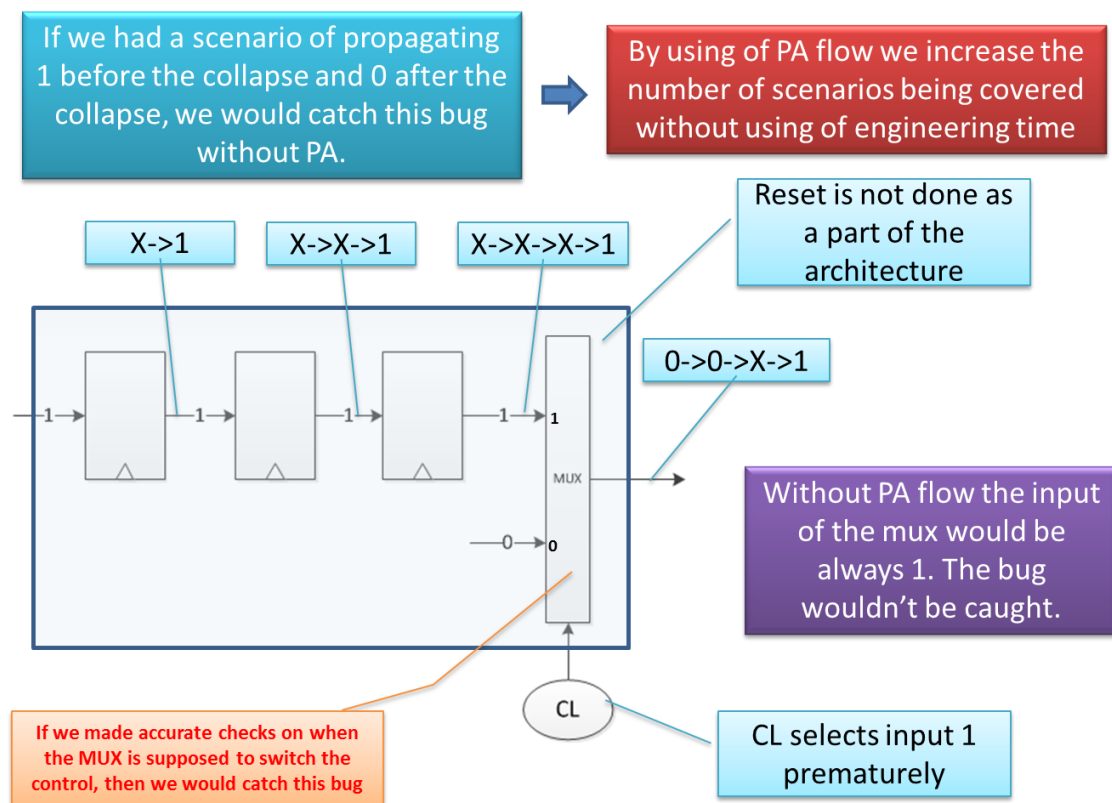 If we had a scenario of propagating
1 before the collapse and 0 after the
collapse, we would catch this bug
without PA.
By using of PA flow we increase the
number of scenarios being covered
without using of engineering time
Reset is not done as
a part of the
architecture
X->1
X->X->1
X->X->X->1
0->0->X->1
1
1
1
1
1
MUX
0
0
Without PA flow the input
of the mux would be
always 1. The bug
wouldn’t be caught.
CL
If we made accurate checks on when
the MUX is supposed to switch the
control, then we would catch this bug
CL selects input 1
prematurely